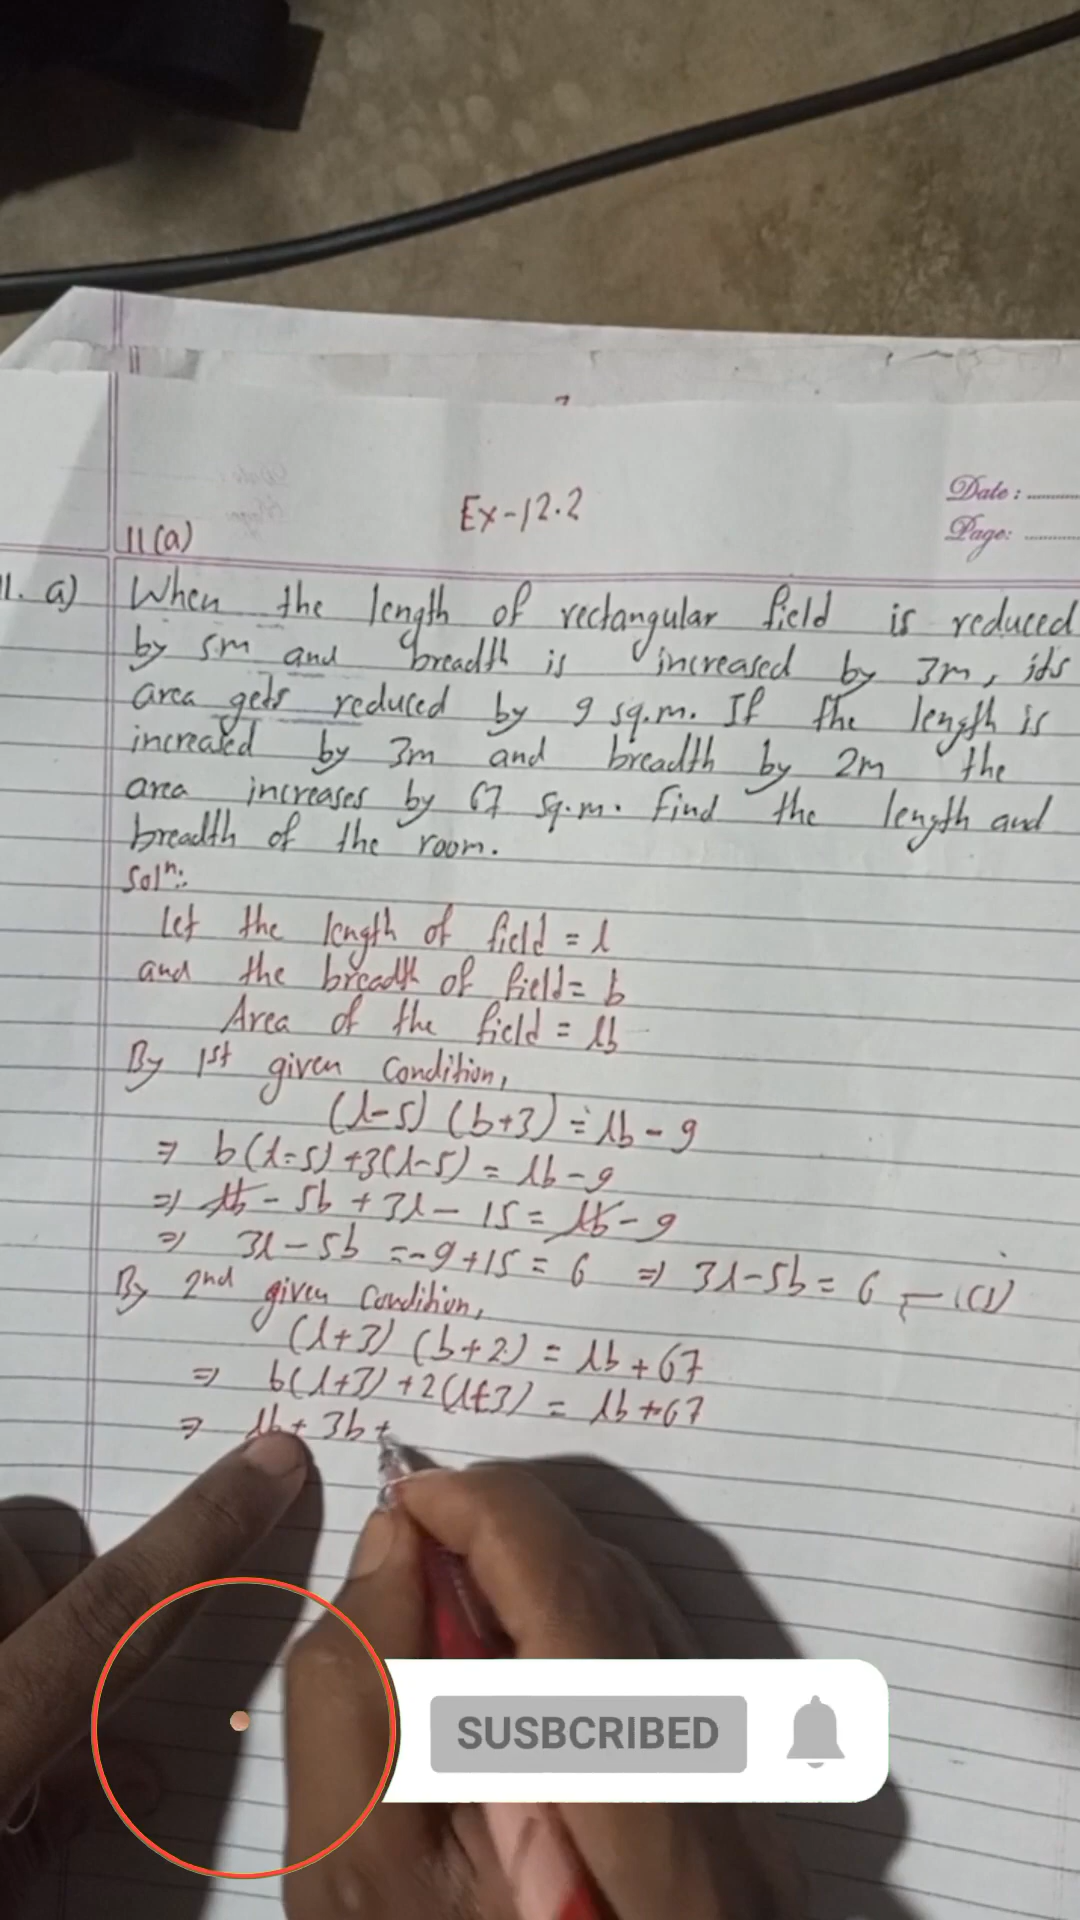 Ex-12.2
Date :
Page:
11(a)
11. a) When the length of rectangular field is reduced
by 5m and breadth is increased by 3m, its
area gets reduced by 9 sq.m. If the length is
increased by 3m and breadth by 2m the
area increases by 67 sq.m. Find the length and
breadth of the room.
Solⁿ:
Let the length of field = l
and the breadth of field = b
Area of the field = lb
By 1st given Condition,
(l-5) (b+3) = lb - 9
⇒ b(l-5) +3(l-5) = lb - 9
⇒ lb - 5b + 3l - 15 = lb - 9
⇒ 3l - 5b = -9 +15 = 6 ⇒ 3l-5b = 6 —(1)
By 2nd given Condition,
(l+3) (b+2) = lb + 67
⇒ b(l+3) +2(l+3) = lb +67
⇒ lb + 3b +
SUSBCRIBED